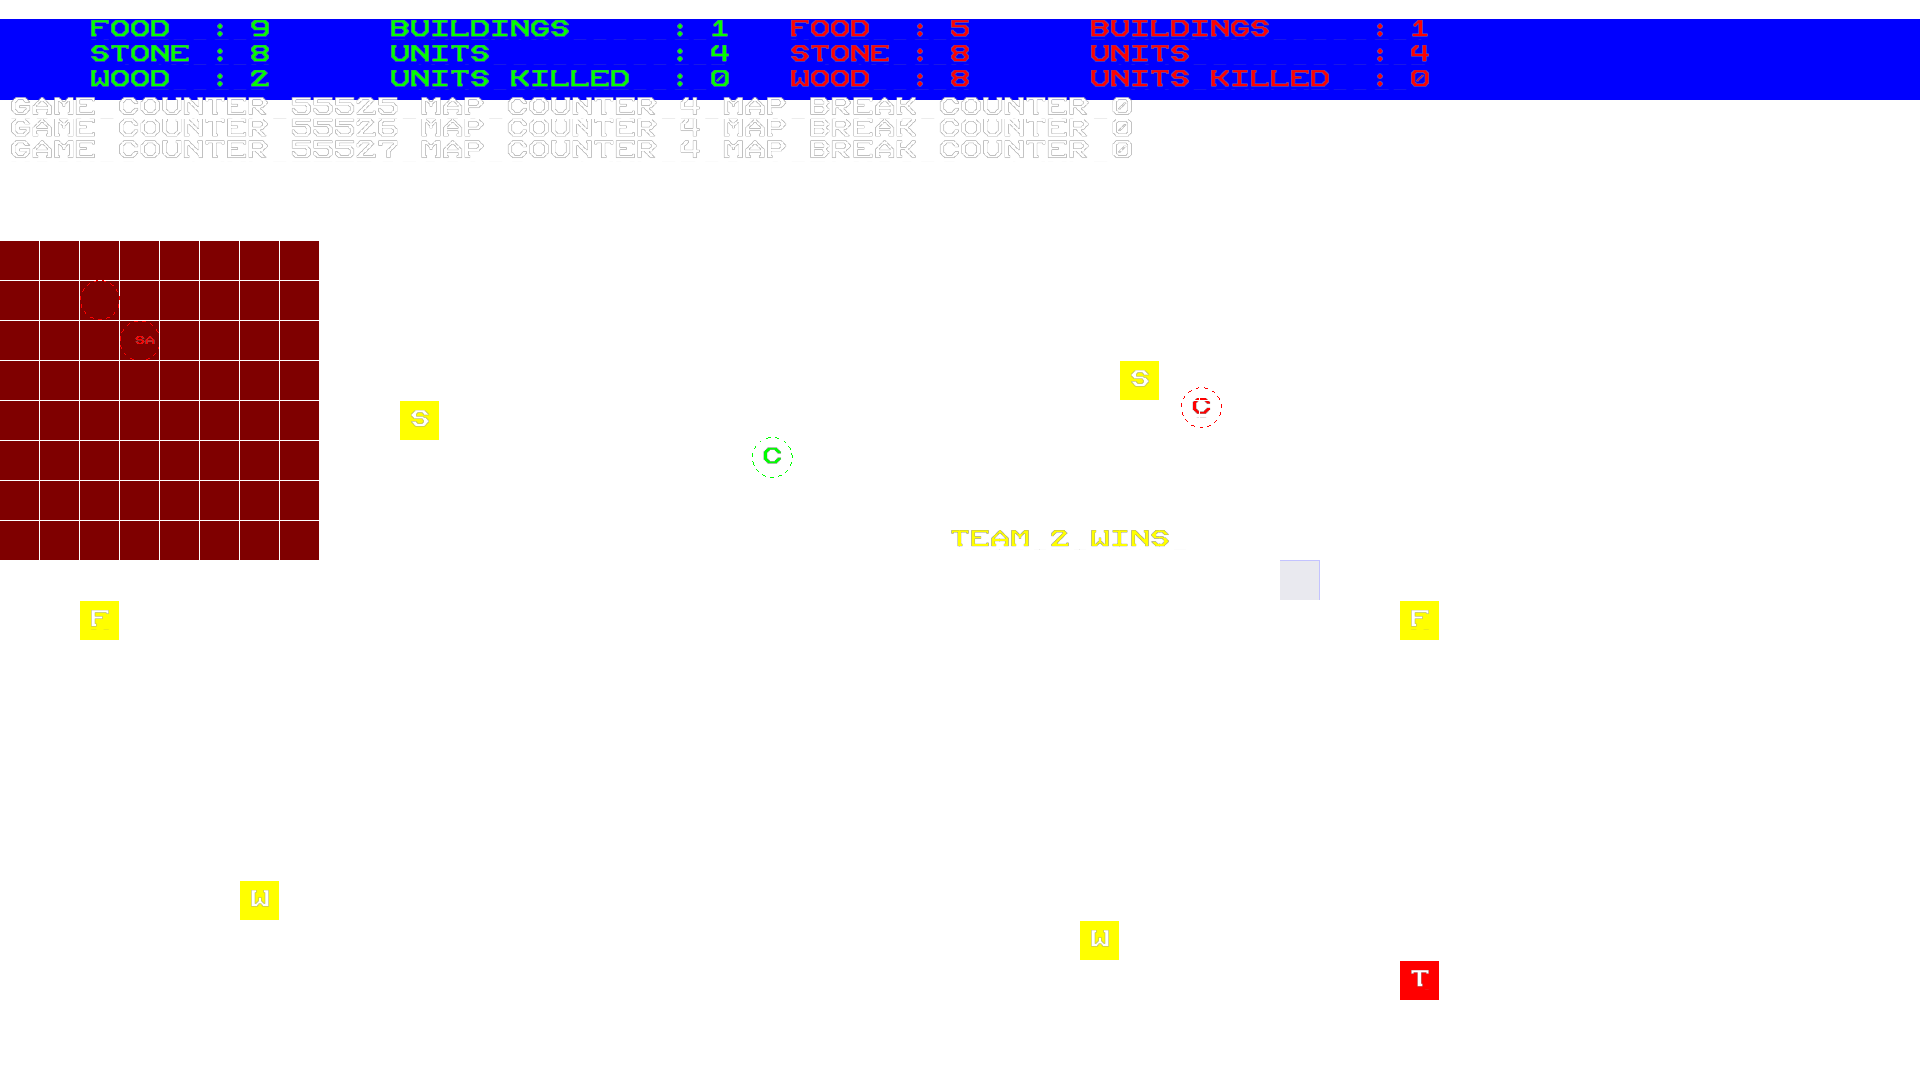 FOOD : 9 BUILDINGS : 1 FOOD : 5 BUILDINGS : 1
STONE : 8 UNITS : 4 STONE : 8 UNITS : 4
WOOD : 2 UNITS KILLED : 0 WOOD : 8 UNITS KILLED : 0
GAME COUNTER 55525 MAP COUNTER 4 MAP BREAK COUNTER 0
GAME COUNTER 55526 MAP COUNTER 4 MAP BREAK COUNTER 0
GAME COUNTER 55527 MAP COUNTER 4 MAP BREAK COUNTER 0
SA
S
C
S
C
TEAM 2 WINS
F
F
W
W
T